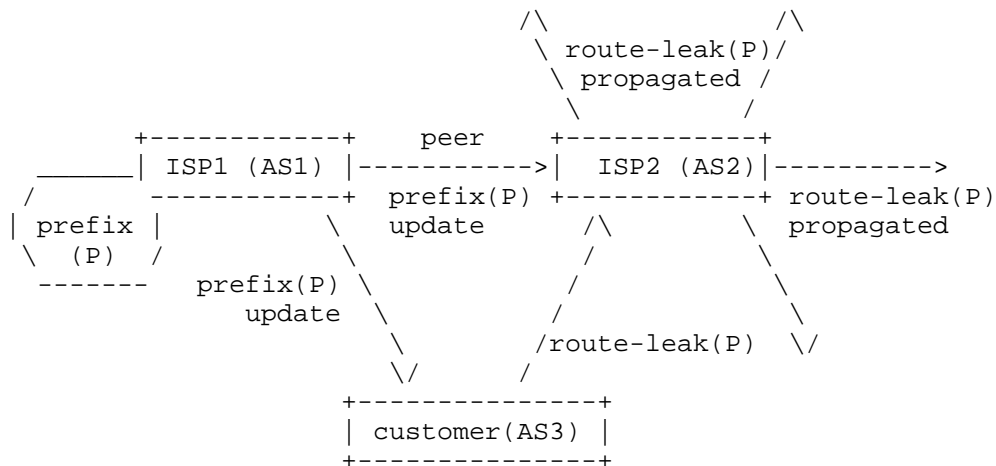 route-leak(P)
propagated
peer
ISP1 (AS1)
ISP2 (AS2)
prefix(P)
update
route-leak(P)
propagated
prefix
(P)
prefix(P)
update
route-leak(P)
customer(AS3)